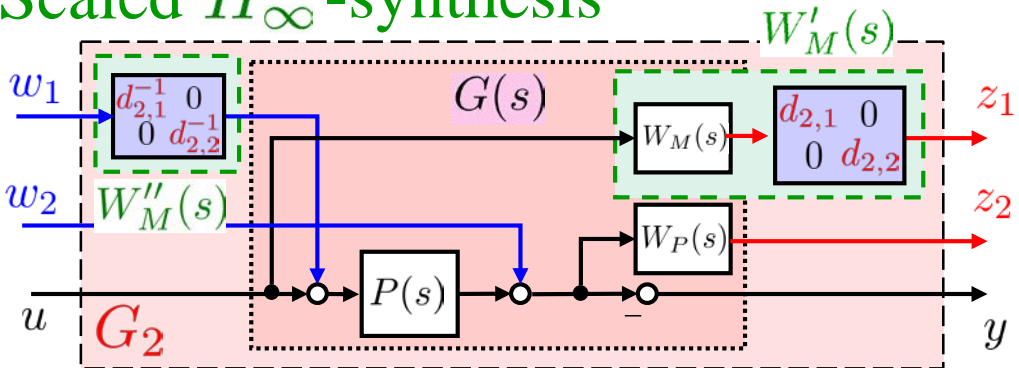 Scaled H∞-synthesis
W′M(s)
w1
d2,1^-1 0
0 d2,2^-1
G(s)
WM(s)
d2,1 0
0 d2,2
z1
w2
W″M(s)
WP(s)
z2
P(s)
u
G2
−
y